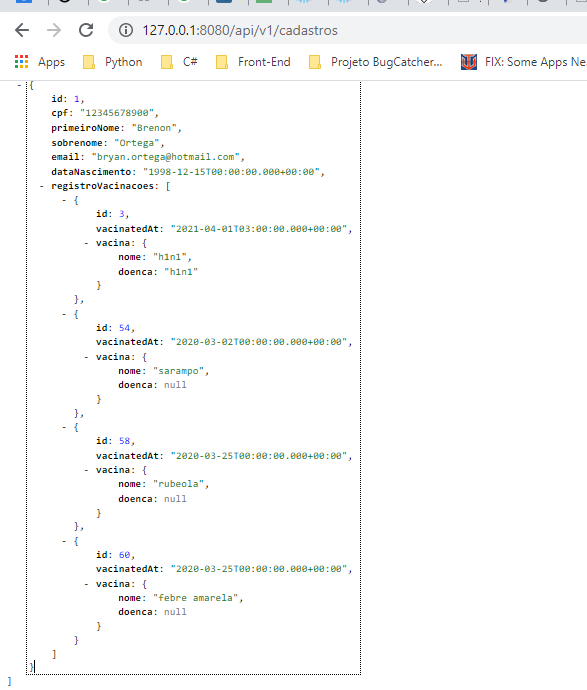 127.0.0.1:8080/api/v1/cadastros
Apps Python C# Front-End Projeto BugCatcher... FIX: Some Apps Ne
- {
id: 1,
cpf: "12345678900",
primeiroNome: "Brenon",
sobrenome: "Ortega",
email: "bryan.ortega@hotmail.com",
dataNascimento: "1998-12-15T00:00:00.000+00:00",
- registroVacinacoes: [
- {
id: 3,
vacinatedAt: "2021-04-01T03:00:00.000+00:00",
- vacina: {
nome: "h1n1",
doenca: "h1n1"
}
},
- {
id: 54,
vacinatedAt: "2020-03-02T00:00:00.000+00:00",
- vacina: {
nome: "sarampo",
doenca: null
}
},
- {
id: 58,
vacinatedAt: "2020-03-25T00:00:00.000+00:00",
- vacina: {
nome: "rubeola",
doenca: null
}
},
- {
id: 60,
vacinatedAt: "2020-03-25T00:00:00.000+00:00",
- vacina: {
nome: "febre amarela",
doenca: null
}
}
]
}
]